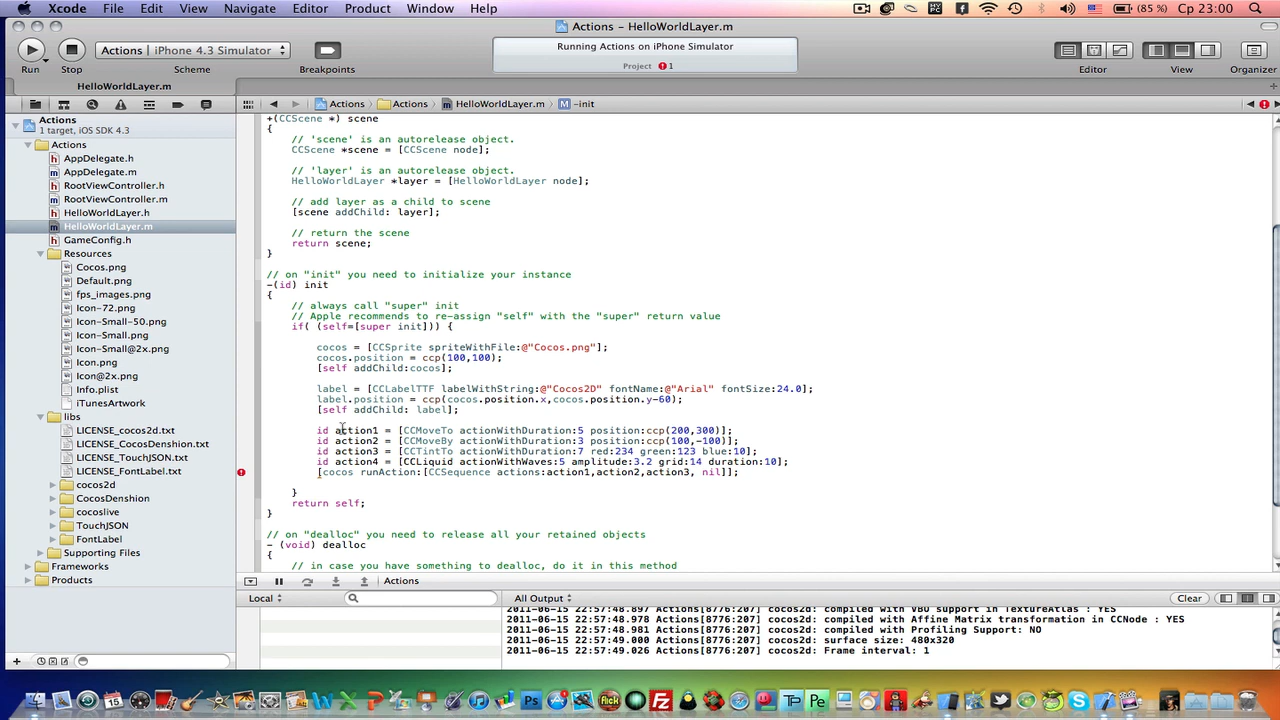 Xcode File Edit View Navigate Editor Product Window Help (85 %) Ср 23:00
Actions – HelloWorldLayer.m
Actions | iPhone 4.3 Simulator
Running Actions on iPhone Simulator
Project 1
Run Stop Scheme Breakpoints Editor View Organizer
HelloWorldLayer.m
Actions Actions HelloWorldLayer.m -init
Actions
1 target, iOS SDK 4.3
Actions
AppDelegate.h
AppDelegate.m
RootViewController.h
RootViewController.m
HelloWorldLayer.h
HelloWorldLayer.m
GameConfig.h
Resources
Cocos.png
Default.png
fps_images.png
Icon-72.png
Icon-Small-50.png
Icon-Small.png
Icon-Small@2x.png
Icon.png
Icon@2x.png
Info.plist
iTunesArtwork
libs
LICENSE_cocos2d.txt
LICENSE_CocosDenshion.txt
LICENSE_TouchJSON.txt
LICENSE_FontLabel.txt
cocos2d
CocosDenshion
cocoslive
TouchJSON
FontLabel
Supporting Files
Frameworks
Products
+(CCScene *) scene
{
// 'scene' is an autorelease object.
CCScene *scene = [CCScene node];
// 'layer' is an autorelease object.
HelloWorldLayer *layer = [HelloWorldLayer node];
// add layer as a child to scene
[scene addChild: layer];
// return the scene
return scene;
}
// on "init" you need to initialize your instance
-(id) init
{
// always call "super" init
// Apple recommends to re-assign "self" with the "super" return value
if( (self=[super init])) {
cocos = [CCSprite spriteWithFile:@"Cocos.png"];
cocos.position = ccp(100,100);
[self addChild:cocos];
label = [CCLabelTTF labelWithString:@"Cocos2D" fontName:@"Arial" fontSize:24.0];
label.position = ccp(cocos.position.x,cocos.position.y-60);
[self addChild: label];
id action1 = [CCMoveTo actionWithDuration:5 position:ccp(200,300)];
id action2 = [CCMoveBy actionWithDuration:3 position:ccp(100,-100)];
id action3 = [CCTintTo actionWithDuration:7 red:234 green:123 blue:10];
id action4 = [CCLiquid actionWithWaves:5 amplitude:3.2 grid:14 duration:10];
[cocos runAction:[CCSequence actions:action1,action2,action3, nil]];
}
return self;
}
// on "dealloc" you need to release all your retained objects
- (void) dealloc
{
// in case you have something to dealloc, do it in this method
Actions
Local All Output Clear
2011-06-15 22:57:48.897 Actions[8776:207] cocos2d: compiled with VBO support in TextureAtlas : YES
2011-06-15 22:57:48.978 Actions[8776:207] cocos2d: compiled with Affine Matrix transformation in CCNode : YES
2011-06-15 22:57:48.981 Actions[8776:207] cocos2d: compiled with Profiling Support: NO
2011-06-15 22:57:49.000 Actions[8776:207] cocos2d: surface size: 480x320
2011-06-15 22:57:49.026 Actions[8776:207] cocos2d: Frame interval: 1